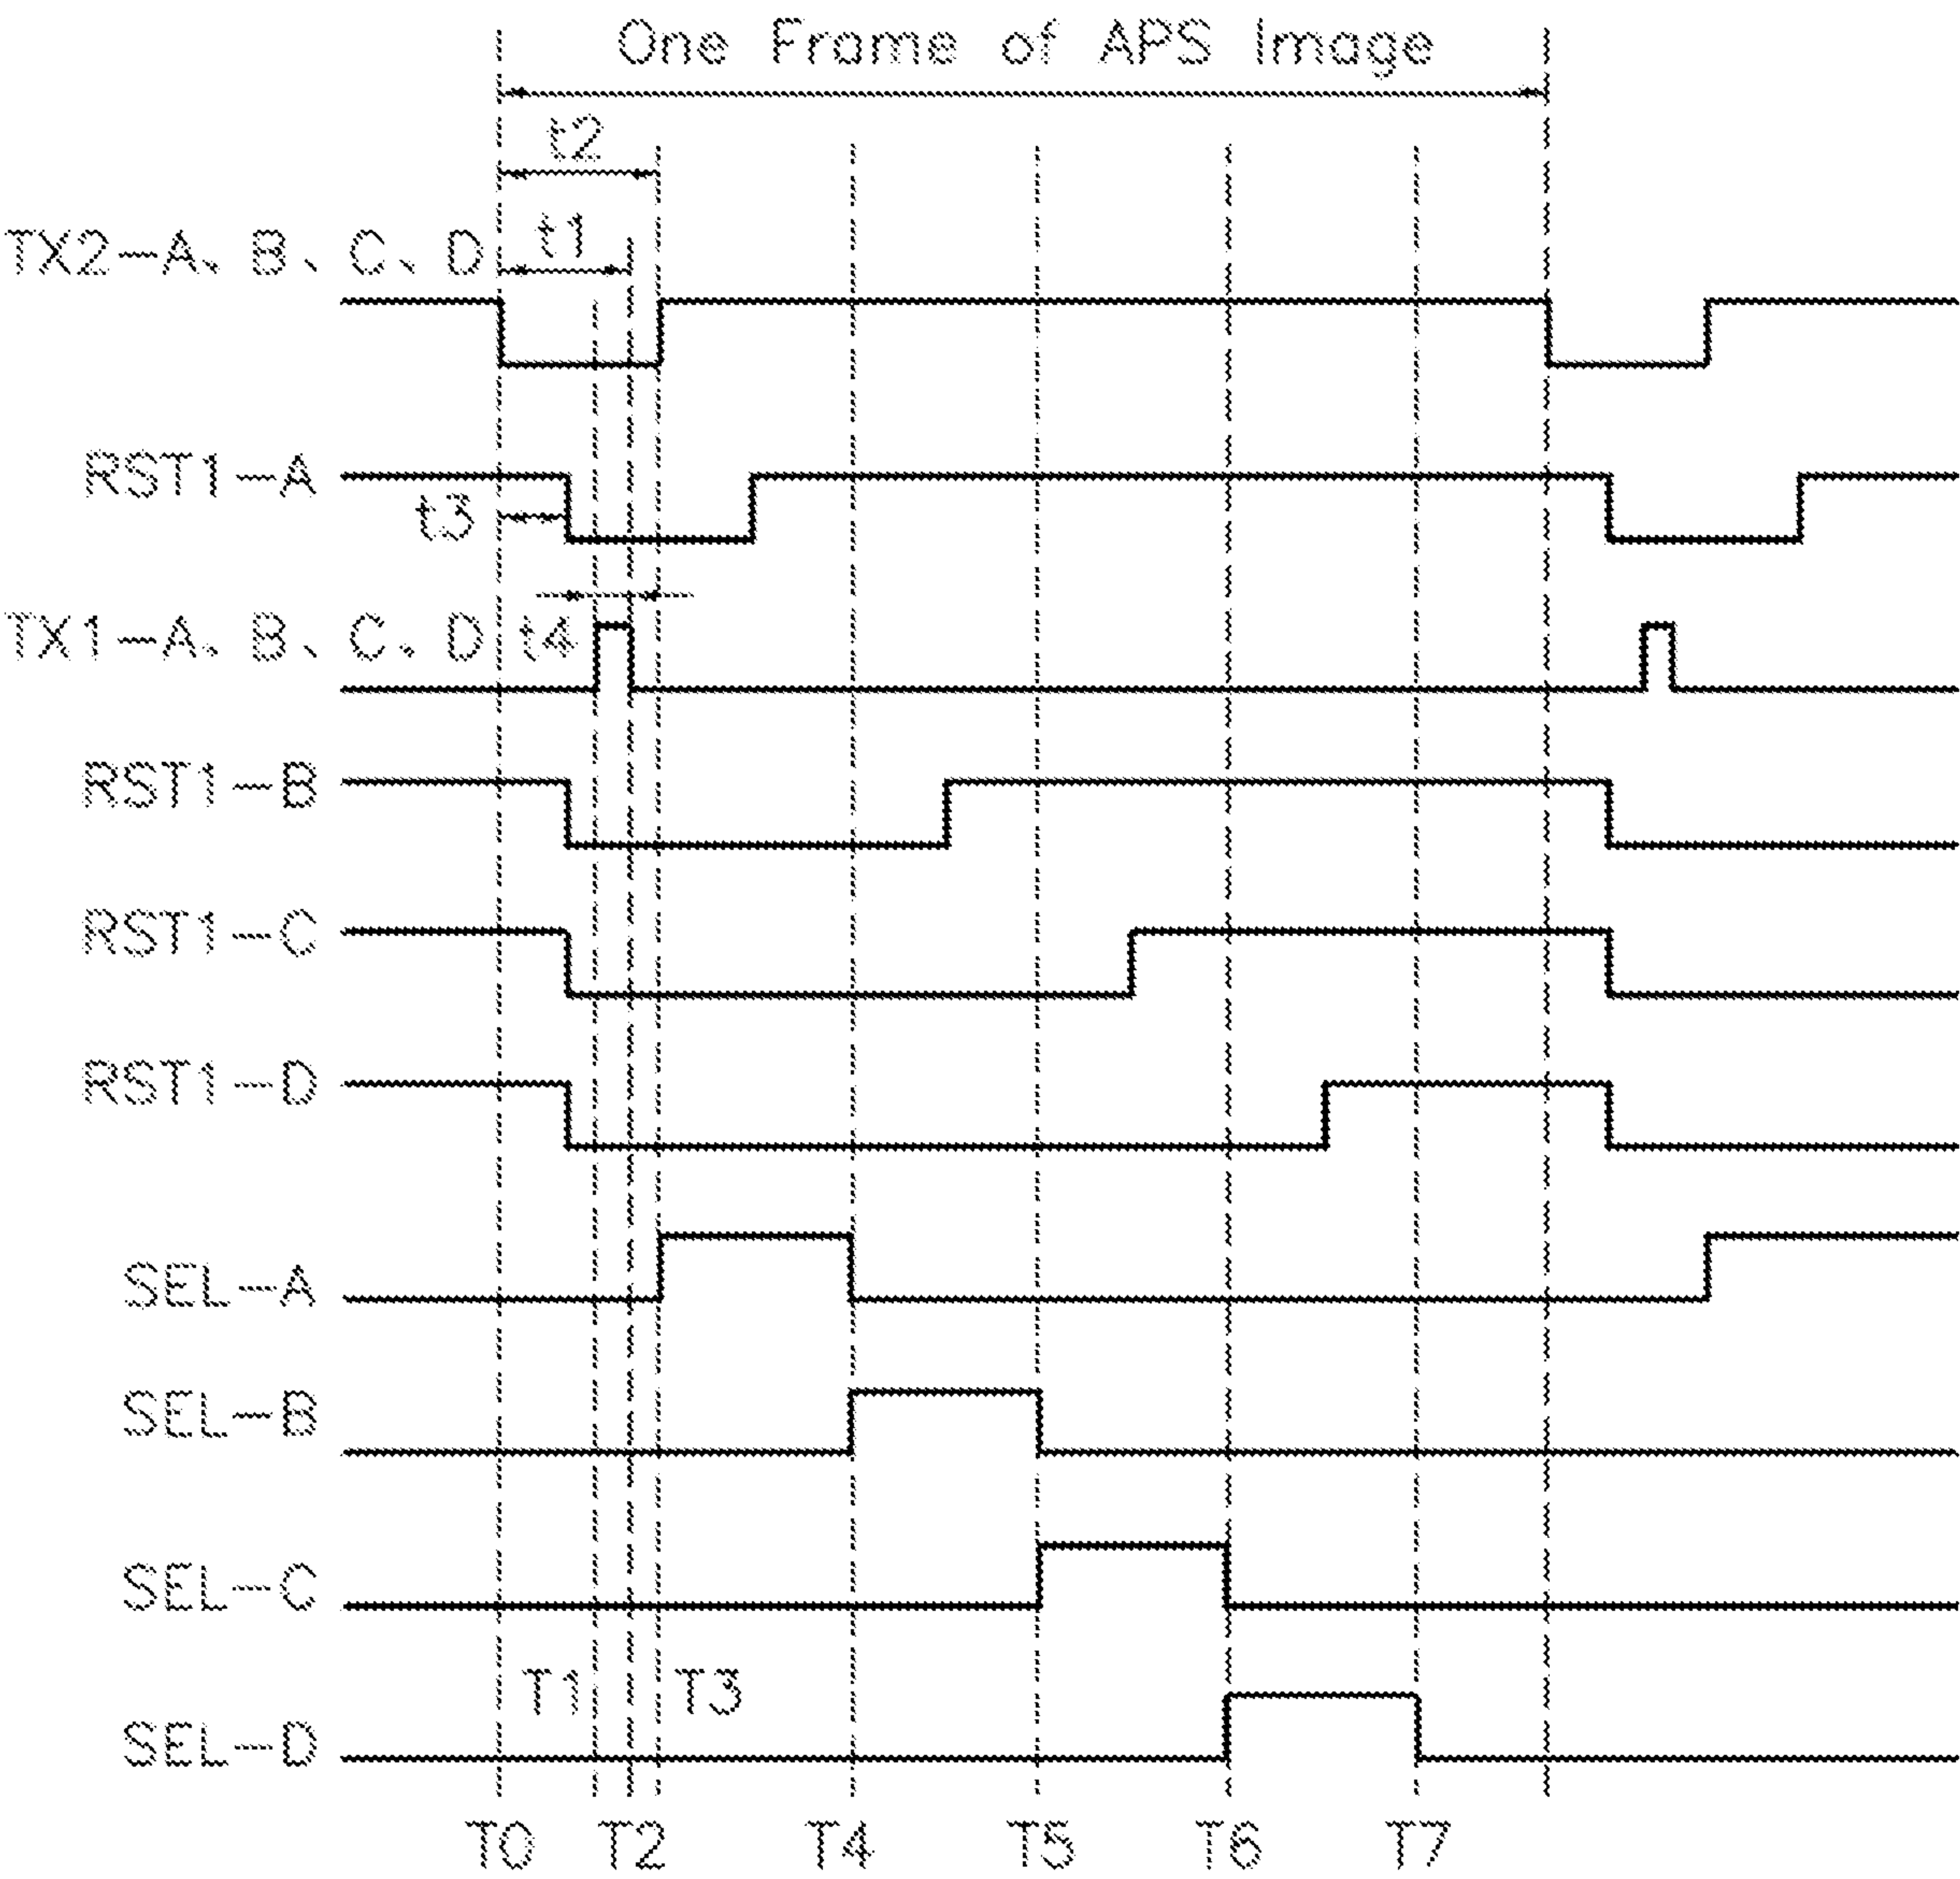 One Frame of APS Image
t2
t1
TX2-A、B、C、D
RST1-A
t3
TX1-A、B、C、D
t4
RST1-B
RST1-C
RST1-D
SEL-A
SEL-B
SEL-C
T1 T3
SEL-D
T0 T2 T4 T5 T6 T7